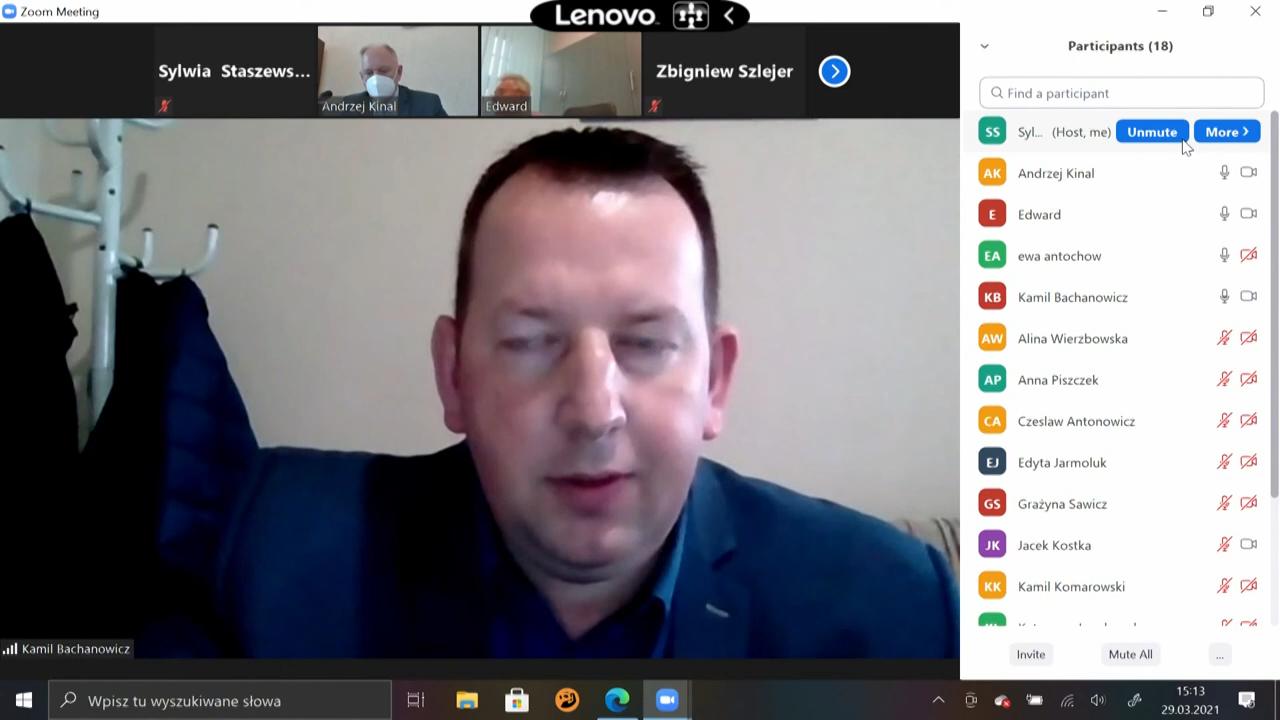 Zoom Meeting
Lenovo
Sylwia Staszews...
Andrzej Kinal
Edward
Zbigniew Szlejer
Kamil Bachanowicz
Participants (18)
Find a participant
SS Syl... (Host, me) Unmute More
AK Andrzej Kinal
E Edward
EA ewa antochow
KB Kamil Bachanowicz
AW Alina Wierzbowska
AP Anna Piszczek
CA Czeslaw Antonowicz
EJ Edyta Jarmoluk
GS Grażyna Sawicz
JK Jacek Kostka
KK Kamil Komarowski
Invite Mute All ...
Wpisz tu wyszukiwane słowa
15:13
29.03.2021